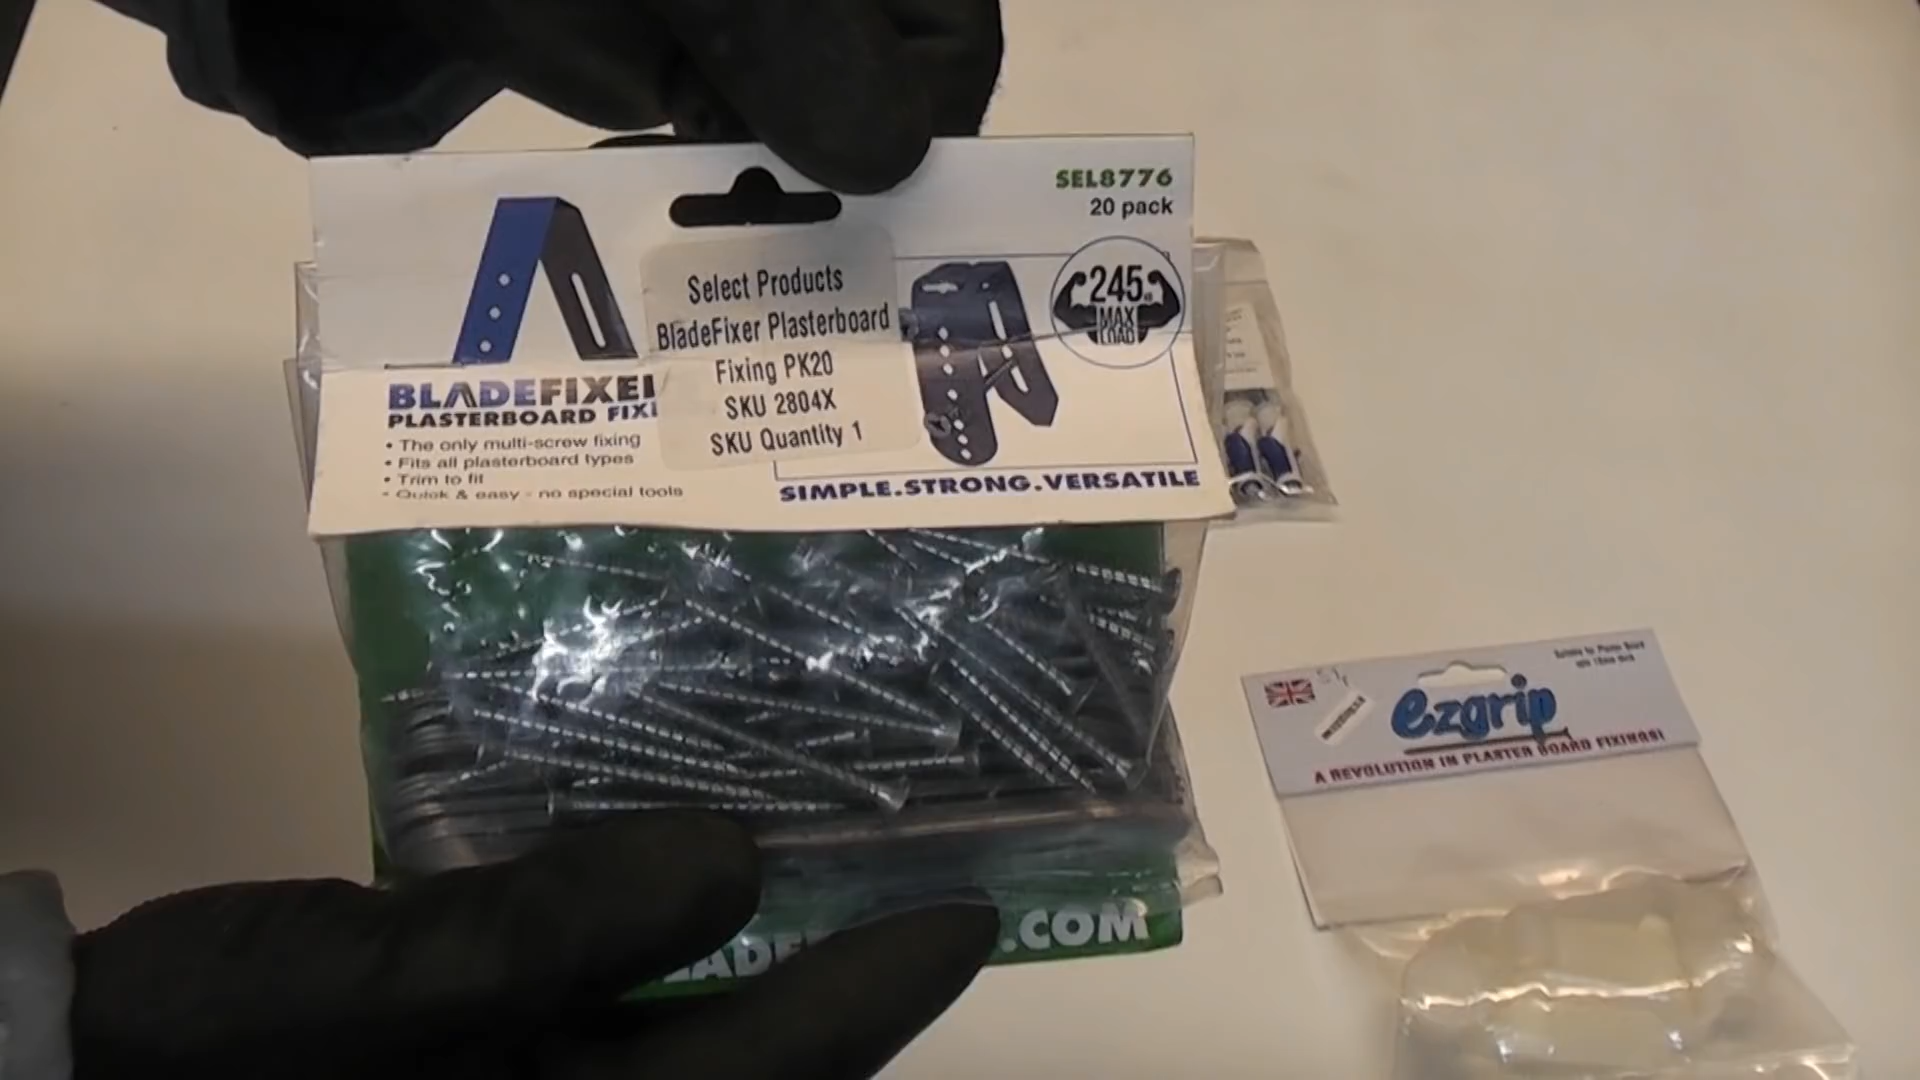 SEL8776
20 pack
245
MAX
LOAD
Select Products
BladeFixer Plasterboard
Fixing PK20
SKU 2804X
SKU Quantity 1
BLADEFIXE
PLASTERBOARD FIXI
• The only multi-screw fixing
• Fits all plasterboard types
• Trim to fit
• Quick & easy - no special tools
SIMPLE.STRONG.VERSATILE
.COM
ezgrip
A REVOLUTION IN PLASTER BOARD FIXINGS!